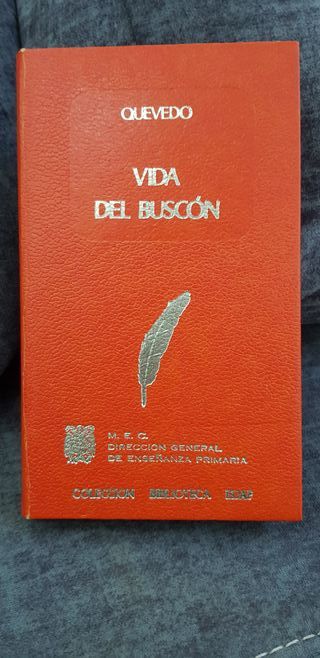 QUEVEDO
VIDA
DEL BUSCÓN
M. E. C.
DIRECCION GENERAL
DE ENSEÑANZA PRIMARIA
COLECCION BIBLIOTECA EDAF